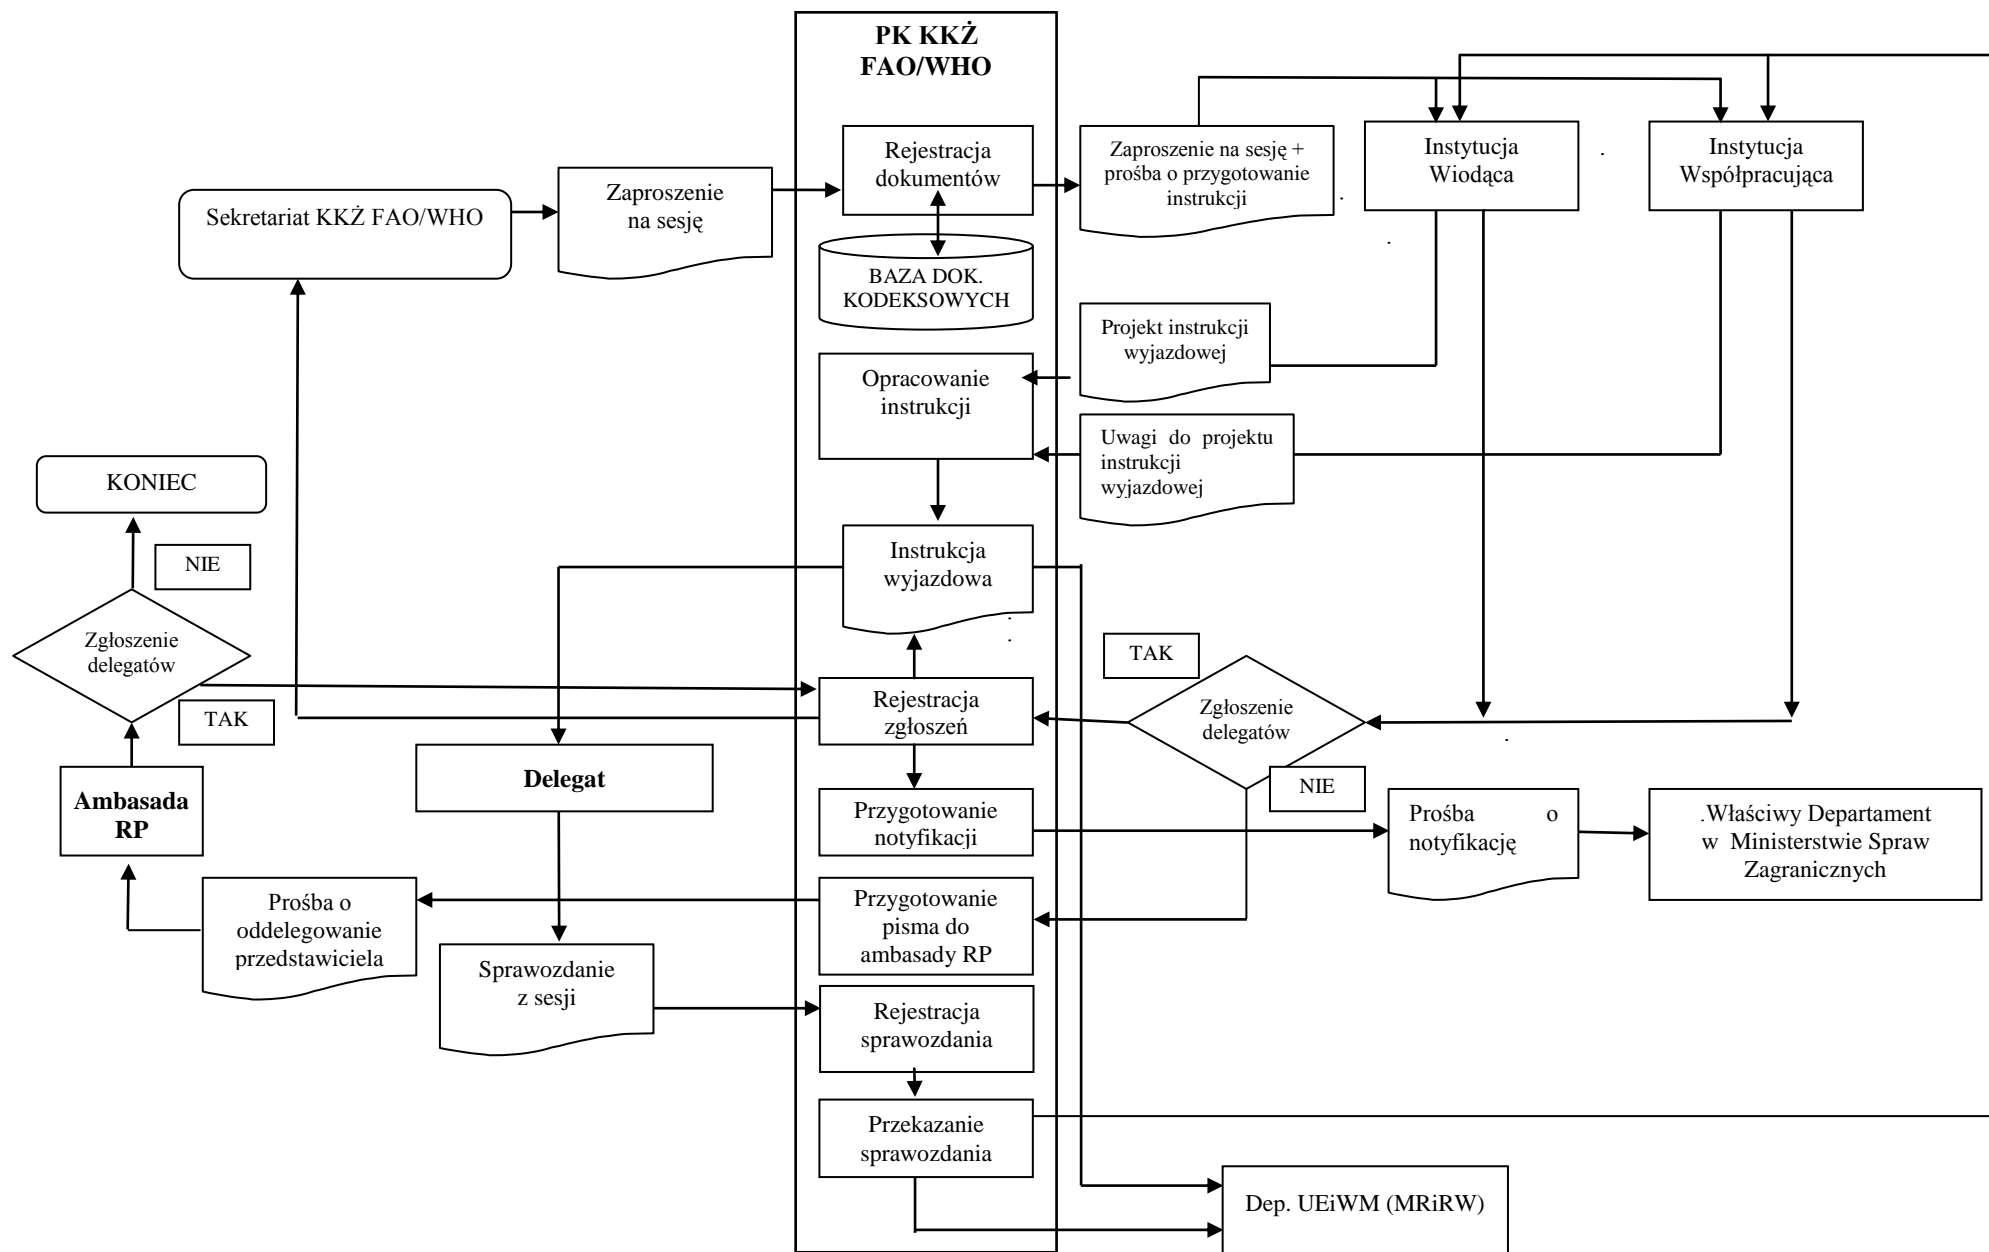 PK KKŻ
FAO/WHO
Rejestracja
dokumentów
Zaproszenie na sesję +
prośba o przygotowanie
instrukcji
Instytucja
Wiodąca
Instytucja
Współpracująca
Sekretariat KKŻ FAO/WHO
Zaproszenie
na sesję
BAZA DOK.
KODEKSOWYCH
Projekt instrukcji
wyjazdowej
Opracowanie
instrukcji
Uwagi do projektu
instrukcji
wyjazdowej
KONIEC
NIE
Instrukcja
wyjazdowa
Zgłoszenie
delegatów
TAK
TAK
Rejestracja
zgłoszeń
Zgłoszenie
delegatów
NIE
Delegat
Ambasada
RP
Przygotowanie
notyfikacji
Prośba o
notyfikację
.Właściwy Departament
w Ministerstwie Spraw
Zagranicznych
Prośba o
oddelegowanie
przedstawiciela
Przygotowanie
pisma do
ambasady RP
Sprawozdanie
z sesji
Rejestracja
sprawozdania
Przekazanie
sprawozdania
Dep. UEiWM (MRiRW)